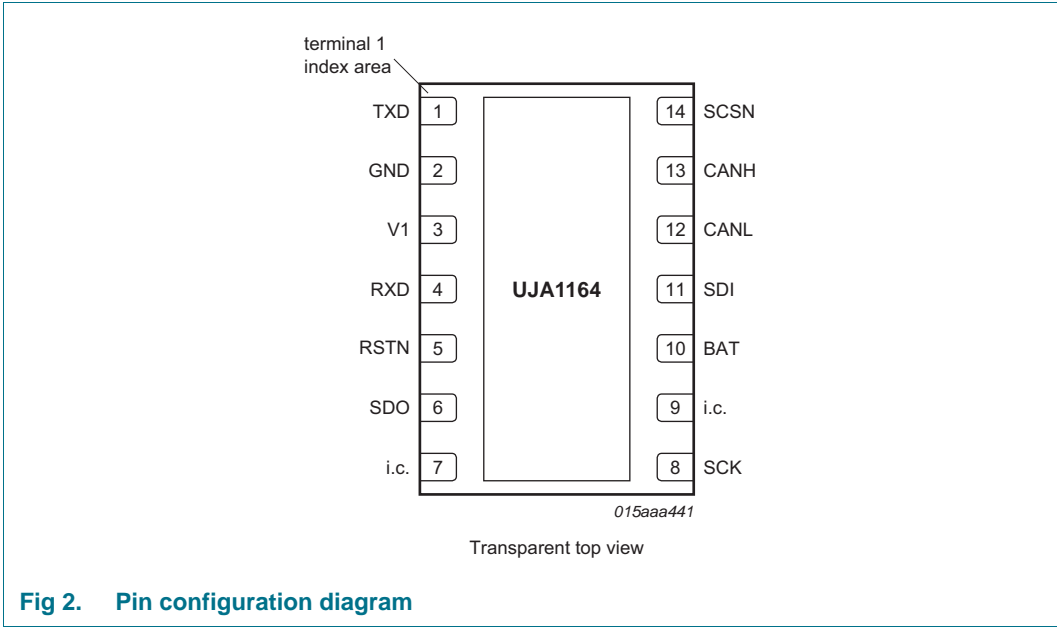 terminal 1
index area
TXD 1 14 SCSN
GND 2 13 CANH
V1 3 12 CANL
RXD 4 UJA1164 11 SDI
RSTN 5 10 BAT
SDO 6 9 i.c.
i.c. 7 8 SCK
015aaa441
Transparent top view
Fig 2. Pin configuration diagram